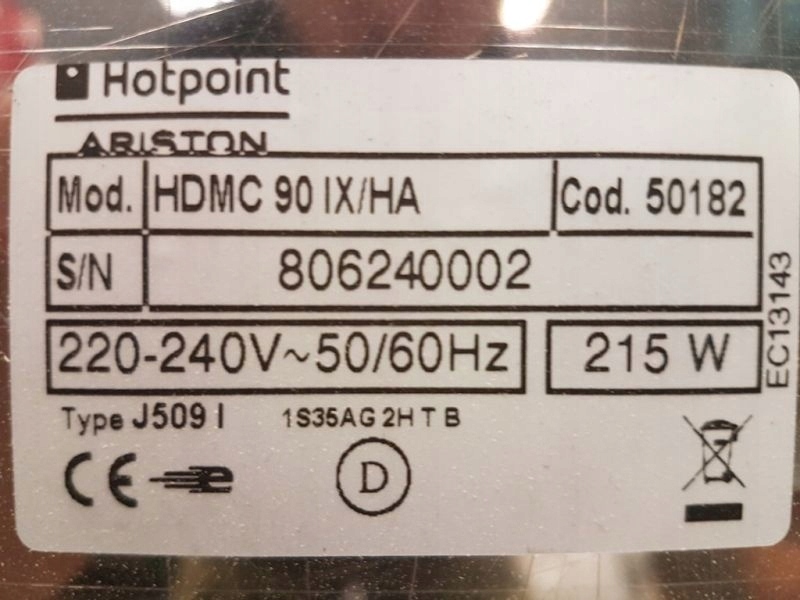 Hotpoint
ARISTON
Mod. HDMC 90 IX/HA Cod. 50182
S/N 806240002
220-240V~50/60Hz 215 W
EC13143
Type J509 I 1S35AG 2H T B
CE
D